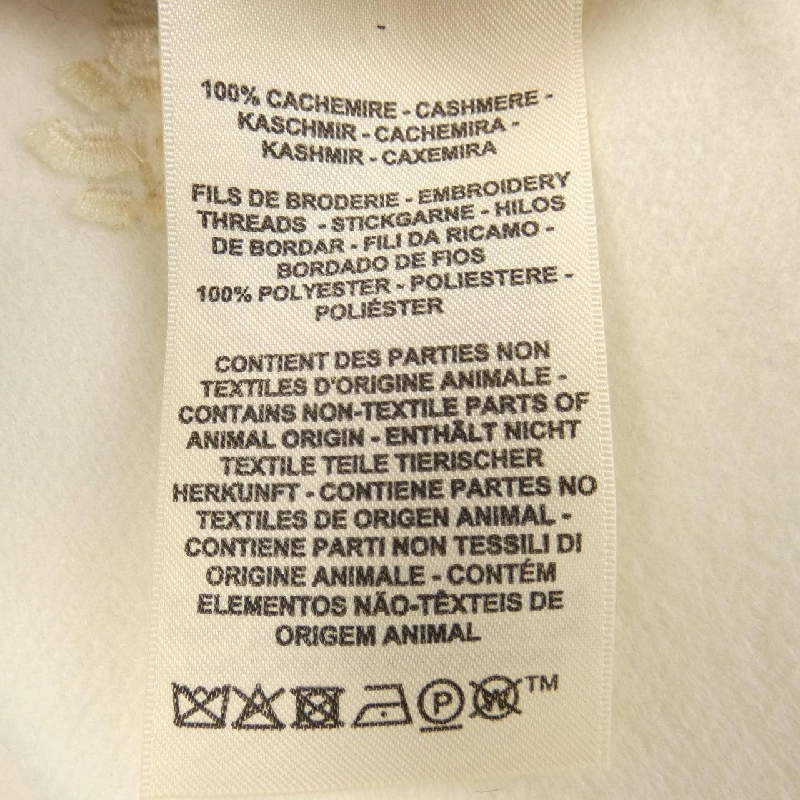 100% CACHEMIRE - CASHMERE -
KASCHMIR - CACHEMIRA -
KASHMIR - CAXEMIRA
FILS DE BRODERIE - EMBROIDERY
THREADS - STICKGARNE - HILOS
DE BORDAR - FILI DA RICAMO -
BORDADO DE FIOS
100% POLYESTER - POLIESTERE -
POLIÉSTER
CONTIENT DES PARTIES NON
TEXTILES D'ORIGINE ANIMALE -
CONTAINS NON-TEXTILE PARTS OF
ANIMAL ORIGIN - ENTHÄLT NICHT
TEXTILE TEILE TIERISCHER
HERKUNFT - CONTIENE PARTES NO
TEXTILES DE ORIGEN ANIMAL -
CONTIENE PARTI NON TESSILI DI
ORIGINE ANIMALE - CONTÉM
ELEMENTOS NÃO-TÊXTEIS DE
ORIGEM ANIMAL
P W TM